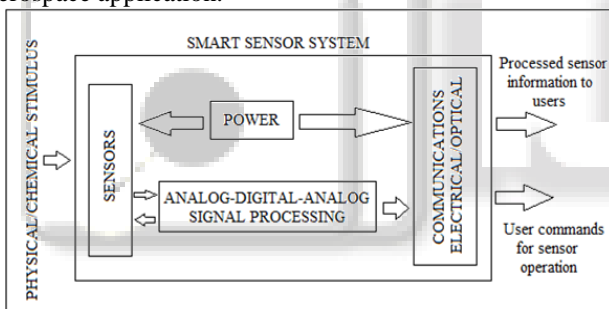 erospace application.
SMART SENSOR SYSTEM
PHYSICAL/CHEMICAL STIMULUS
SENSORS
POWER
ANALOG-DIGITAL-ANALOG
SIGNAL PROCESSING
COMMUNICATIONS
ELECTRICAL/OPTICAL
Processed sensor
information to
users
User commands
for sensor
operation